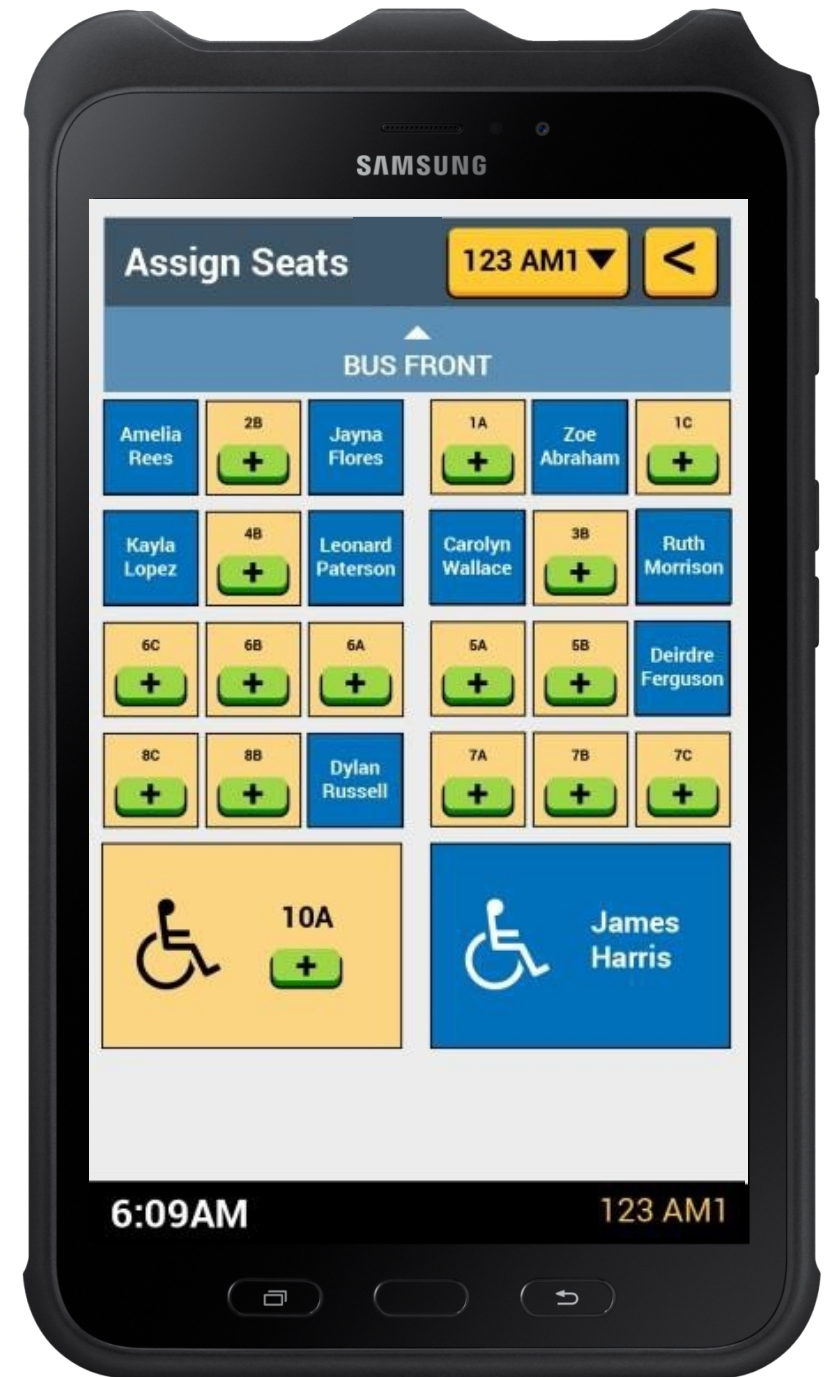 SAMSUNG
Assign Seats
123 AM1
<
BUS FRONT
Amelia
Rees
2B
+
Jayna
Flores
1A
+
Zoe
Abraham
1C
+
Kayla
Lopez
4B
+
Leonard
Paterson
Carolyn
Wallace
3B
+
Ruth
Morrison
6C
+
6B
+
6A
+
5A
+
5B
+
Deirdre
Ferguson
8C
+
8B
+
Dylan
Russell
7A
+
7B
+
7C
+
10A
+
James
Harris
6:09AM
123 AM1